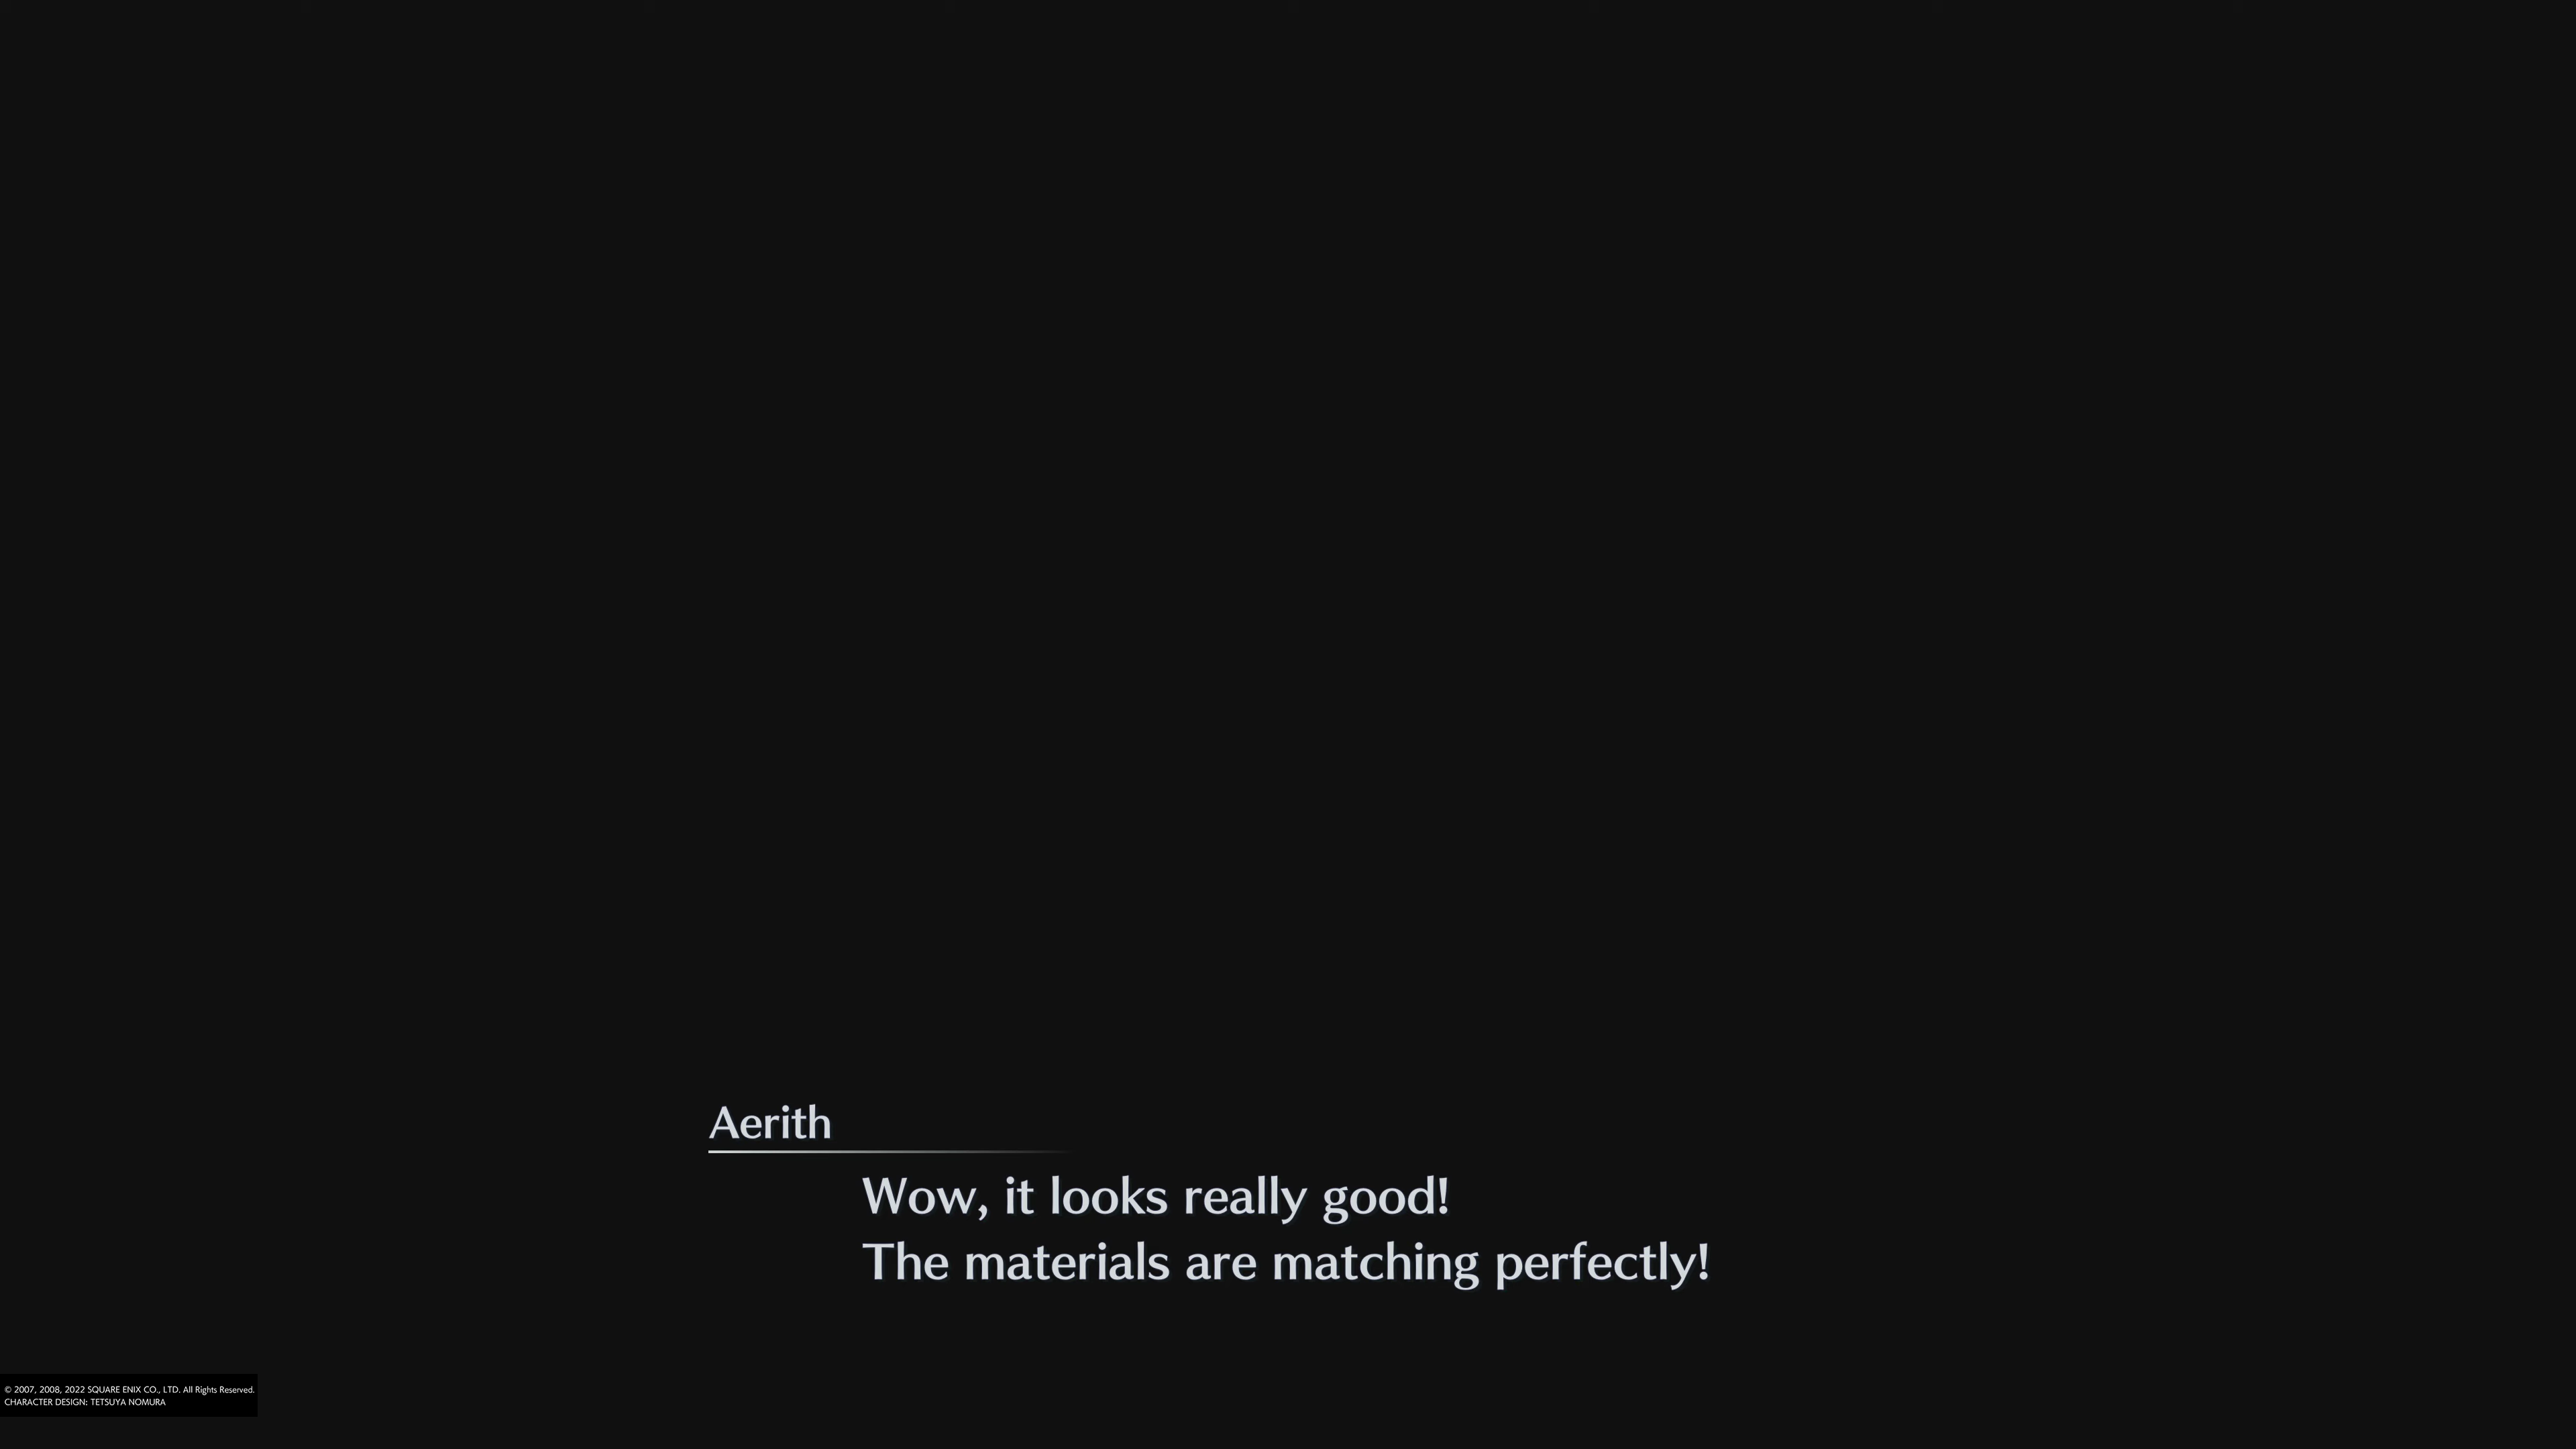 Aerith
Wow, it looks really good!
The materials are matching perfectly!
© 2007, 2008, 2022 SQUARE ENIX CO., LTD. All Rights Reserved.
CHARACTER DESIGN: TETSUYA NOMURA